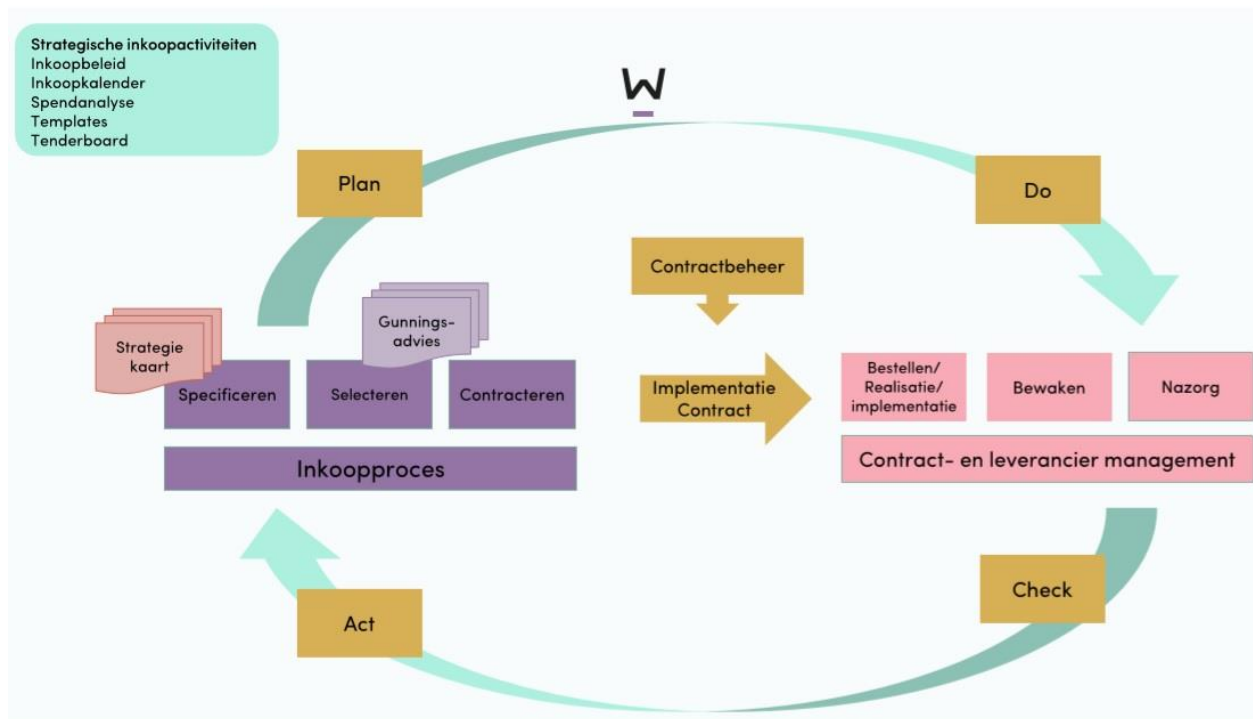 Strategische inkoopactiviteiten
Inkoopbeleid
Inkoopkalender
Spendanalyse
Templates
Tenderboard
W
Plan
Do
Contractbeheer
Strategie
kaart
Gunnings-
advies
Specificeren
Selecteren
Contracteren
Implementatie
Contract
Bestellen/
Realisatie/
implementatie
Bewaken
Nazorg
Inkoopproces
Contract- en leverancier management
Act
Check